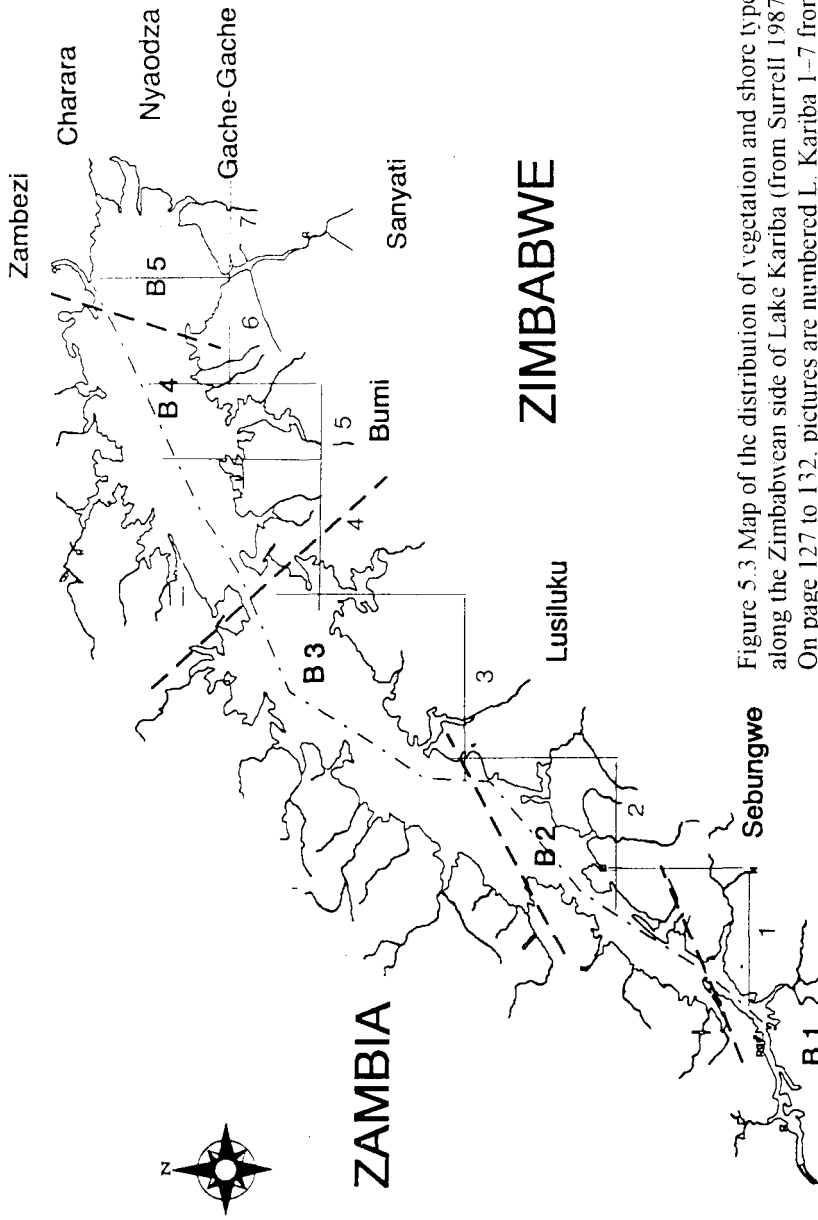 Zambezi
Charara
Nyaodza
Gache-Gache
B 5
7
Sanyati
6
B 4
5
Bumi
4
ZIMBABWE
B 3
3
Lusiluku
B 2
2
Sebungwe
1
B 1
ZAMBIA
N
Figure 5.3 Map of the distribution of vegetation and shore type
along the Zimbabwean side of Lake Kariba (from Surrell 1987
On page 127 to 132, pictures are numbered L. Kariba 1–7 from